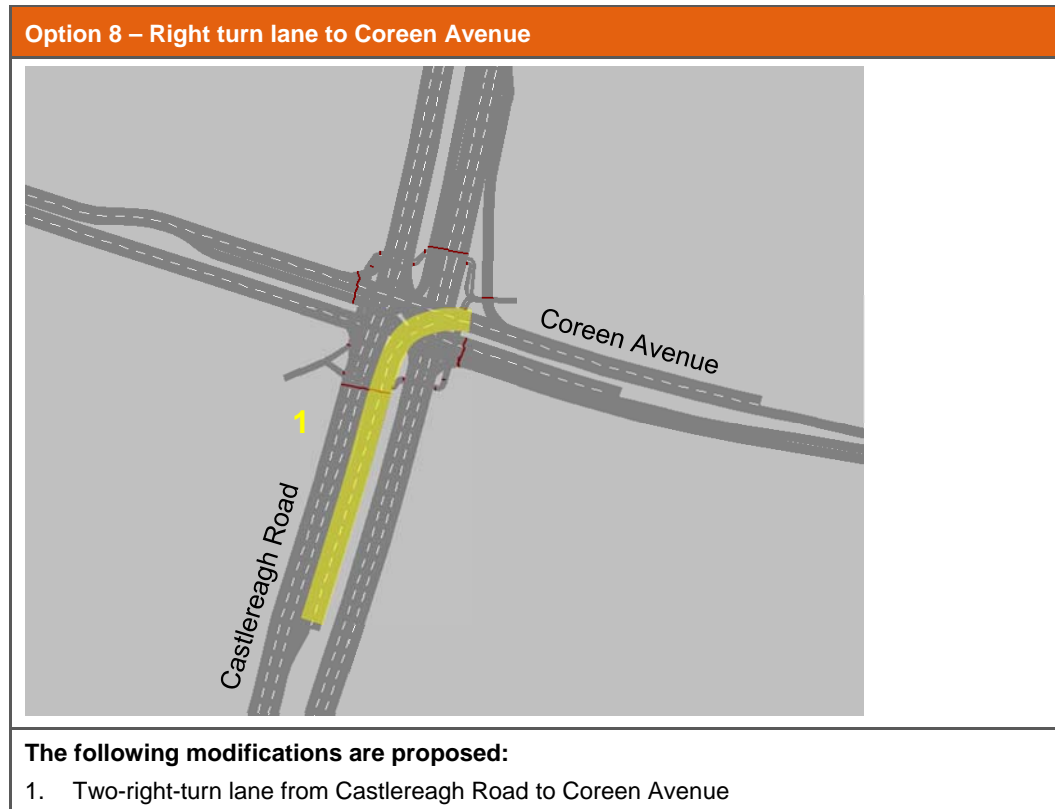 Option 8 – Right turn lane to Coreen Avenue
Coreen Avenue
1
Castlereagh Road
The following modifications are proposed:
1. Two-right-turn lane from Castlereagh Road to Coreen Avenue